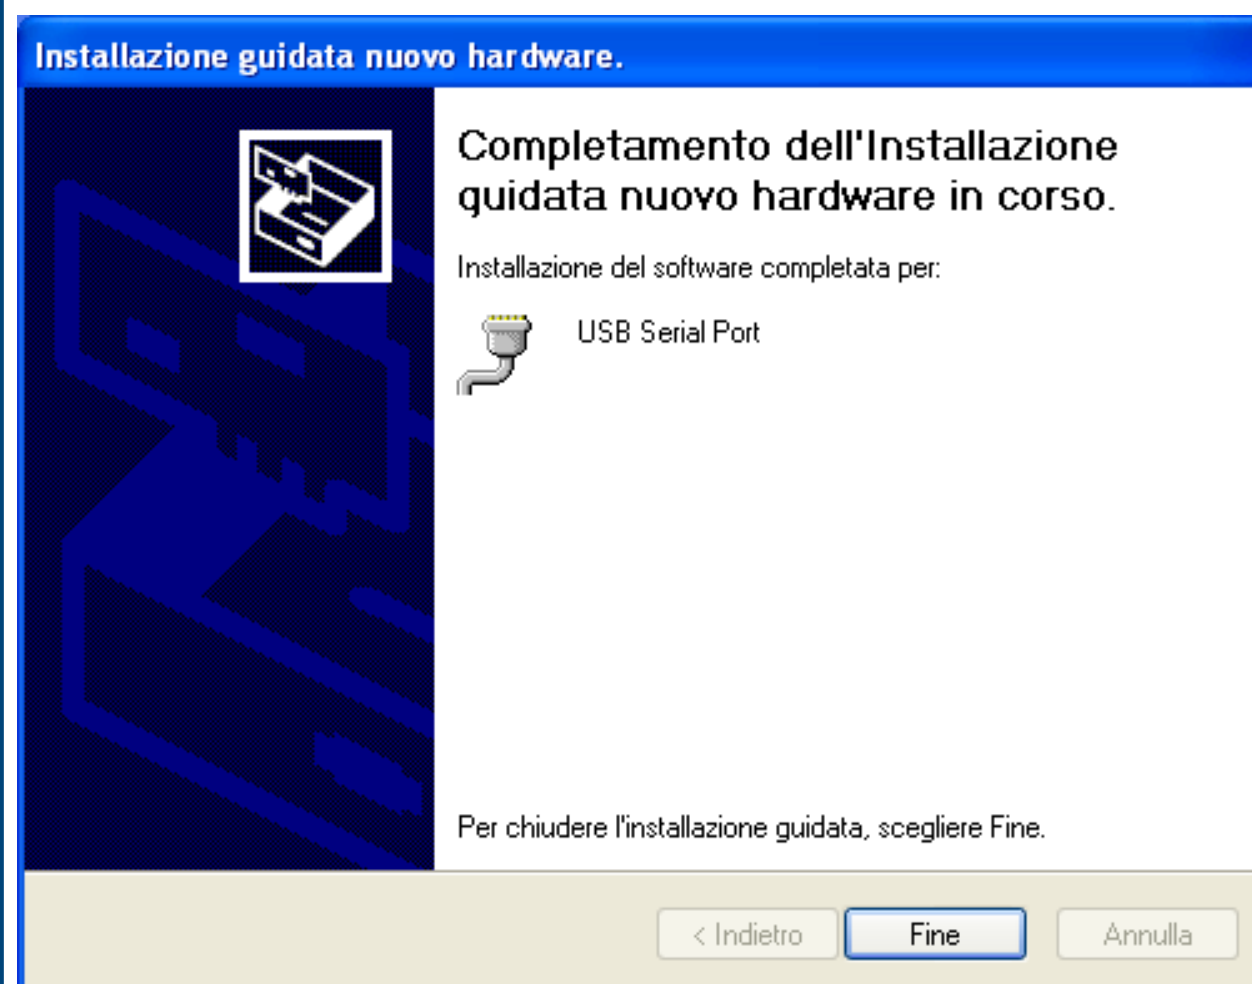 Installazione guidata nuovo hardware.
Completamento dell'Installazione
guidata nuovo hardware in corso.
Installazione del software completata per:
USB Serial Port
Per chiudere l'installazione guidata, scegliere Fine.
< Indietro
Fine
Annulla